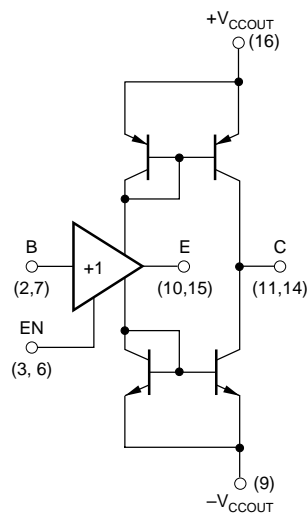 +VCCOUT
(16)
B
+1
E
C
(2,7)
(10,15)
(11,14)
EN
(3, 6)
(9)
–VCCOUT